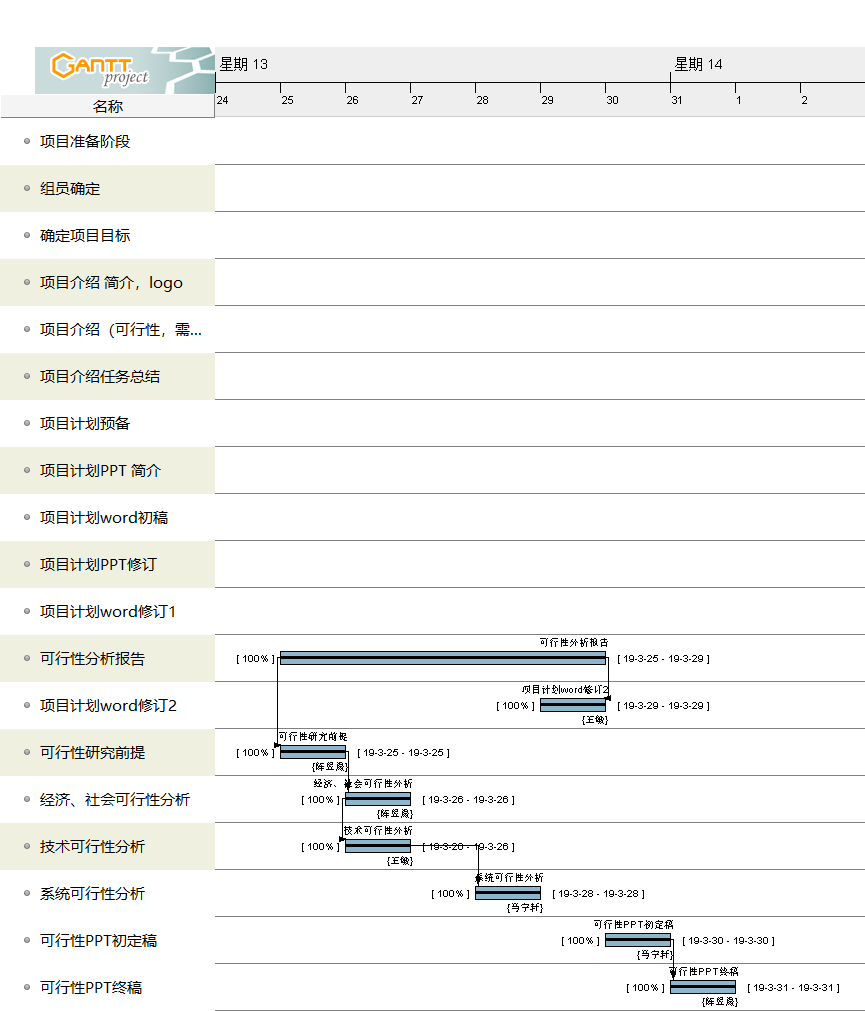 GANTT
project
星期 13
星期 14
24 25 26 27 28 29 30 31 1 2
名称
项目准备阶段
组员确定
确定项目目标
项目介绍 简介，logo
项目介绍（可行性，需...
项目介绍任务总结
项目计划预备
项目计划PPT 简介
项目计划word初稿
项目计划PPT修订
项目计划word修订1
可行性分析报告
可行性分析报告
[ 100% ]
[ 19-3-25 - 19-3-29 ]
项目计划word修订2
项目计划word修订2
[ 100% ]
[ 19-3-29 - 19-3-29 ]
{王敏}
可行性研究前提
可行性研究前提
[ 100% ]
[ 19-3-25 - 19-3-25 ]
经济、社会可行性分析
经济、社会可行性分析
[ 100% ]
[ 19-3-26 - 19-3-26 ]
技术可行性分析
技术可行性分析
[ 100% ]
[ 19-3-26 - 19-3-26 ]
{王敏}
系统可行性分析
系统可行性分析
[ 100% ]
[ 19-3-28 - 19-3-28 ]
可行性PPT初定稿
可行性PPT初定稿
[ 100% ]
[ 19-3-30 - 19-3-30 ]
可行性PPT终稿
可行性PPT终稿
[ 100% ]
[ 19-3-31 - 19-3-31 ]